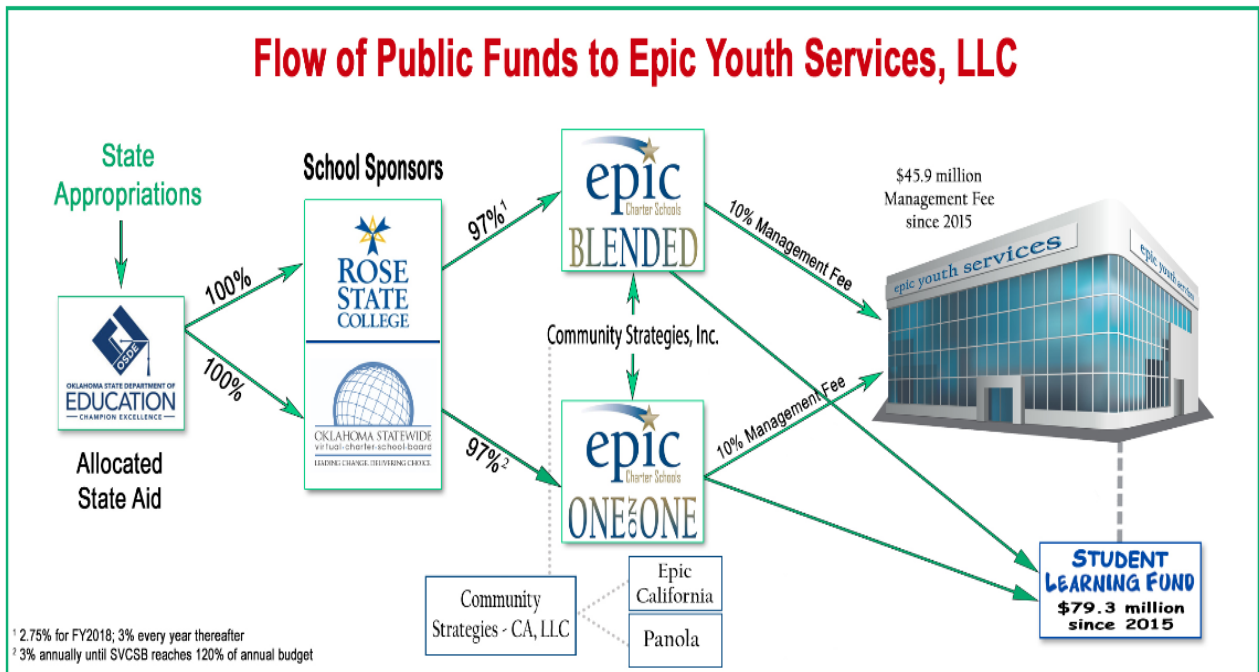 Flow of Public Funds to Epic Youth Services, LLC
State
Appropriations
100%
100%
OSDE
OKLAHOMA STATE DEPARTMENT OF
EDUCATION
CHAMPION EXCELLENCE
Allocated
State Aid
School Sponsors
ROSE
STATE
COLLEGE
OKLAHOMA STATEWIDE
virtual-charter-school-board
LEADING CHANGE. DELIVERING CHOICE
97%¹
97%²
epic
Charter Schools
BLENDED
Community Strategies, Inc.
epic
Charter Schools
ONE ON ONE
10% Management Fee
10% Management Fee
$45.9 million
Management Fee
since 2015
epic youth services
epic youth services
STUDENT
LEARNING FUND
$79.3 million
since 2015
Community
Strategies - CA, LLC
Epic
California
Panola
¹ 2.75% for FY2018; 3% every year thereafter
² 3% annually until SVCSB reaches 120% of annual budget